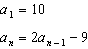 a₁ = 10
aₙ = 2aₙ₋₁ − 9